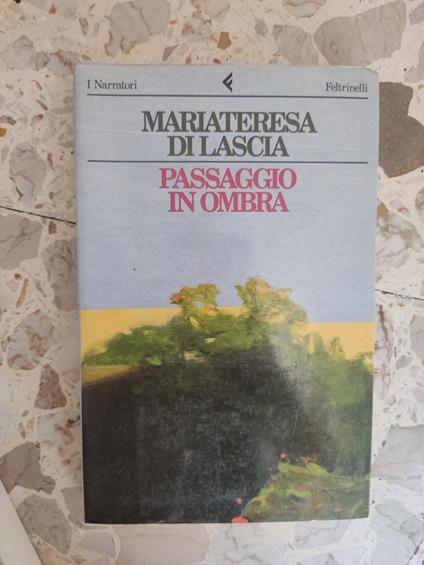 I Narratori Feltrinelli
MARIATERESA
DI LASCIA
PASSAGGIO
IN OMBRA